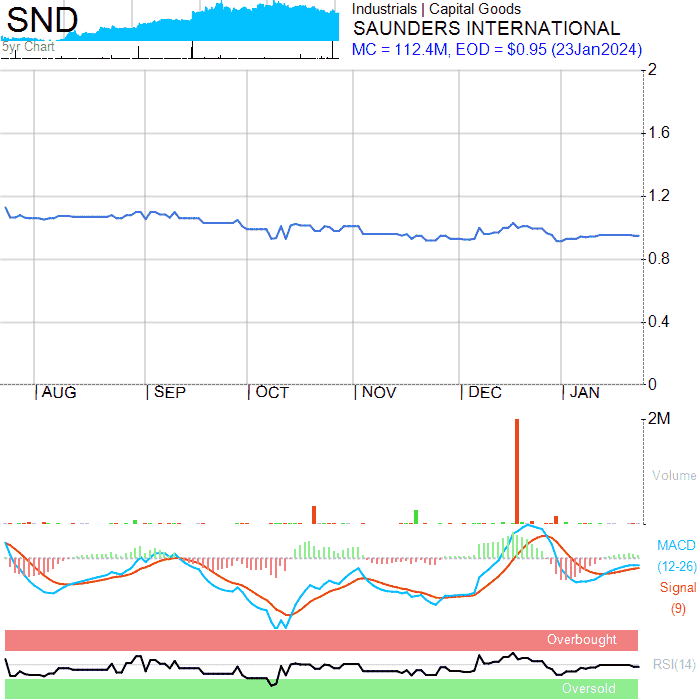 SND
5yr Chart
Industrials | Capital Goods
SAUNDERS INTERNATIONAL
MC = 112.4M, EOD = $0.95 (23Jan2024)
2
1.6
1.2
0.8
0.4
0
AUG SEP OCT NOV DEC JAN
2M
Volume
MACD
(12-26)
Signal
(9)
Overbought
RSI(14)
Oversold